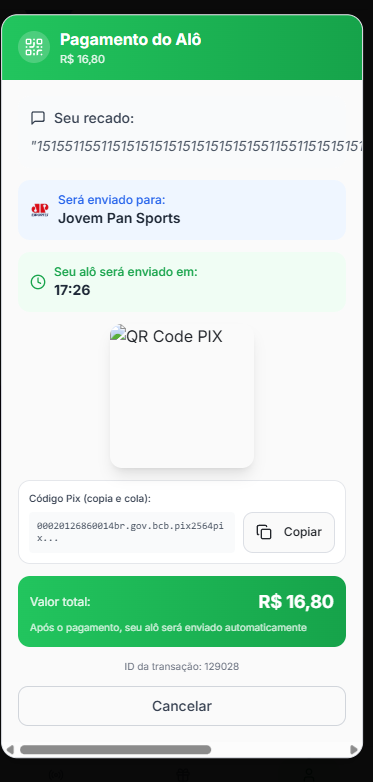 Pagamento do Alô
R$ 16,80
Seu recado:
"151551155115151515151515151515155115511515151517
Será enviado para:
Jovem Pan Sports
Seu alô será enviado em:
17:26
QR Code PIX
Código Pix (copia e cola):
00020126860014br.gov.bcb.pix2564pi
x...
Copiar
Valor total:
R$ 16,80
Após o pagamento, seu alô será enviado automaticamente
ID da transação: 129028
Cancelar